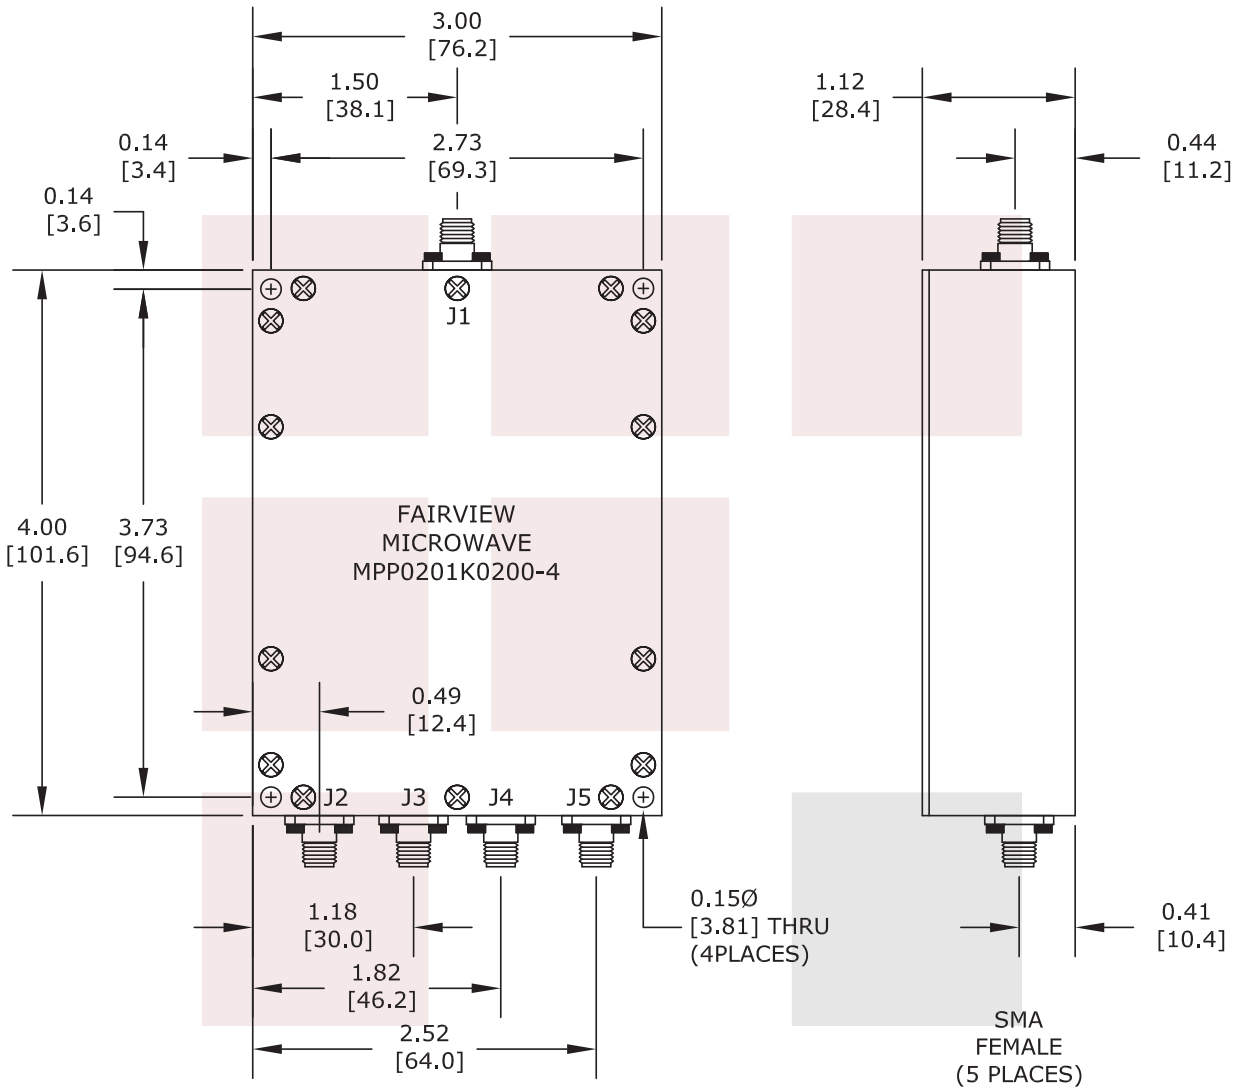 3.00
[76.2]
1.50
[38.1]
1.12
[28.4]
0.14
[3.4]
2.73
[69.3]
0.44
[11.2]
0.14
[3.6]
J1
4.00
[101.6]
3.73
[94.6]
FAIRVIEW
MICROWAVE
MPP0201K0200-4
0.49
[12.4]
J2 J3 J4 J5
1.18
[30.0]
0.15Ø
[3.81] THRU
(4PLACES)
0.41
[10.4]
1.82
[46.2]
2.52
[64.0]
SMA
FEMALE
(5 PLACES)